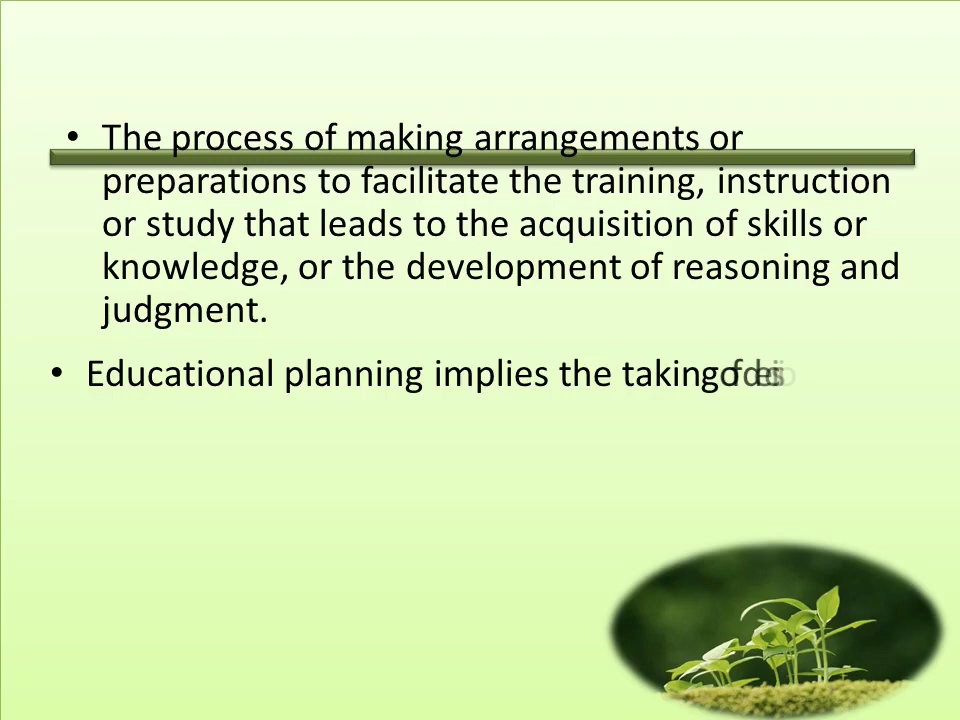 • The process of making arrangements or
preparations to facilitate the training, instruction
or study that leads to the acquisition of skills or
knowledge, or the development of reasoning and
judgment.
• Educational planning implies the taking of